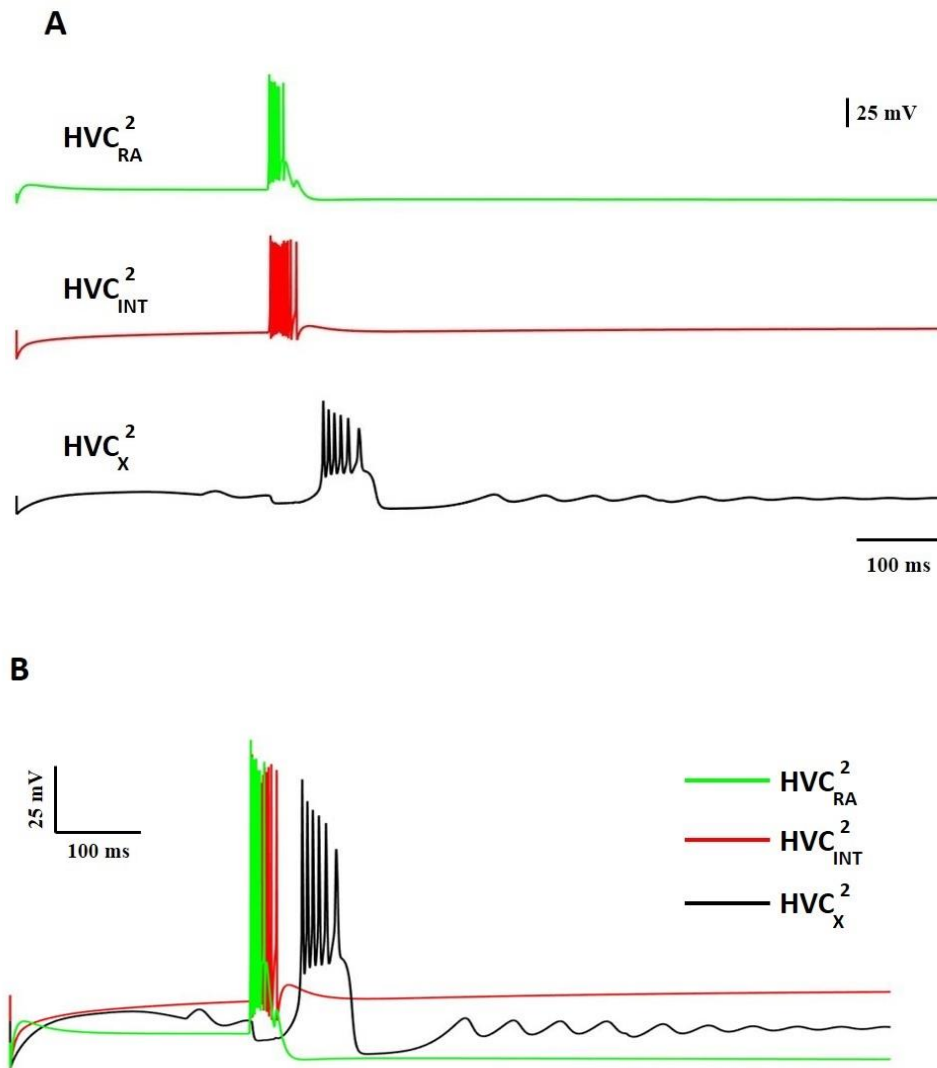 A
HVC²RA
25 mV
HVC²INT
HVC²X
100 ms
B
25 mV
100 ms
HVC²RA
HVC²INT
HVC²X